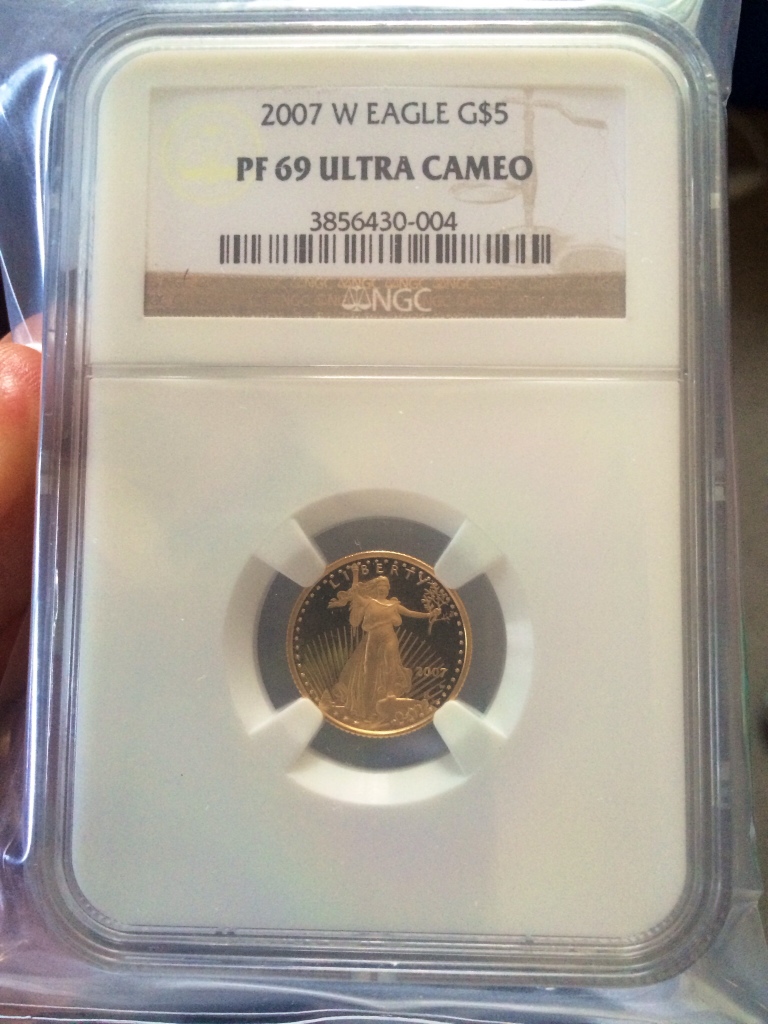 2007 W EAGLE G$5
PF 69 ULTRA CAMEO
3856430-004
NGC
LIBERTY
2007